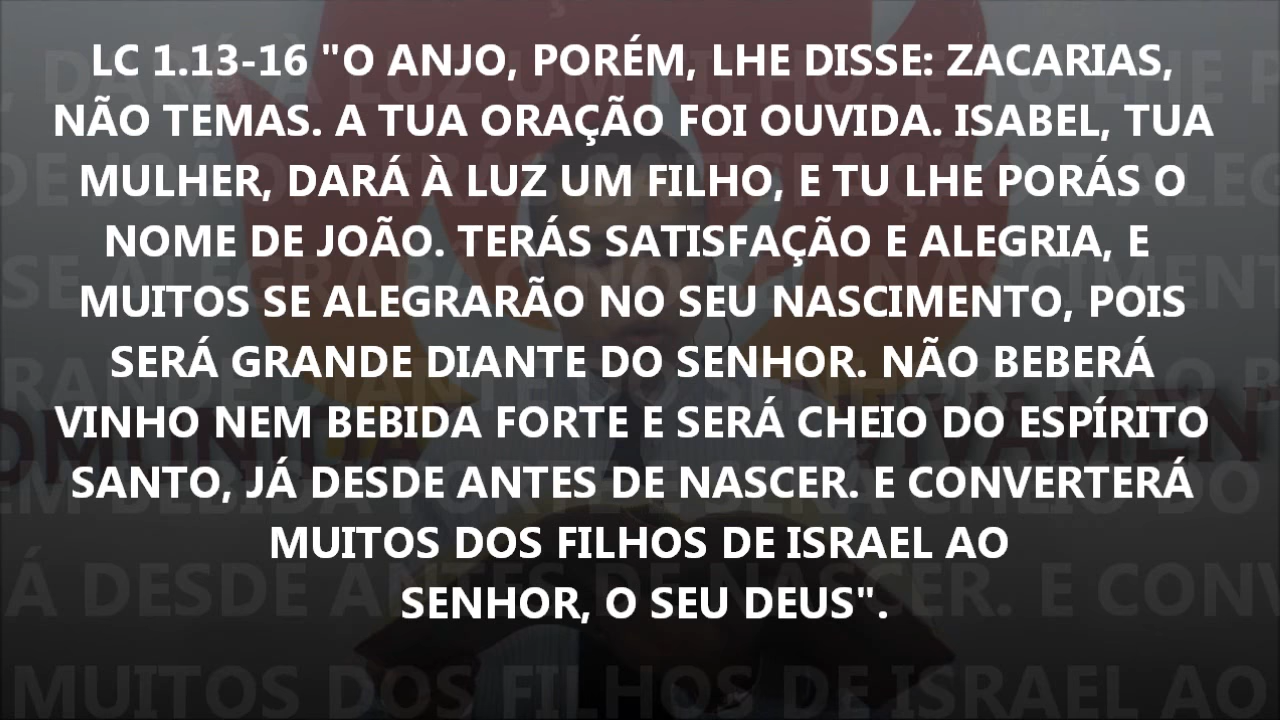 LC 1.13-16 "O ANJO, PORÉM, LHE DISSE: ZACARIAS,
NÃO TEMAS. A TUA ORAÇÃO FOI OUVIDA. ISABEL, TUA
MULHER, DARÁ À LUZ UM FILHO, E TU LHE PORÁS O
NOME DE JOÃO. TERÁS SATISFAÇÃO E ALEGRIA, E
MUITOS SE ALEGRARÃO NO SEU NASCIMENTO, POIS
SERÁ GRANDE DIANTE DO SENHOR. NÃO BEBERÁ
VINHO NEM BEBIDA FORTE E SERÁ CHEIO DO ESPÍRITO
SANTO, JÁ DESDE ANTES DE NASCER. E CONVERTERÁ
MUITOS DOS FILHOS DE ISRAEL AO
SENHOR, O SEU DEUS".